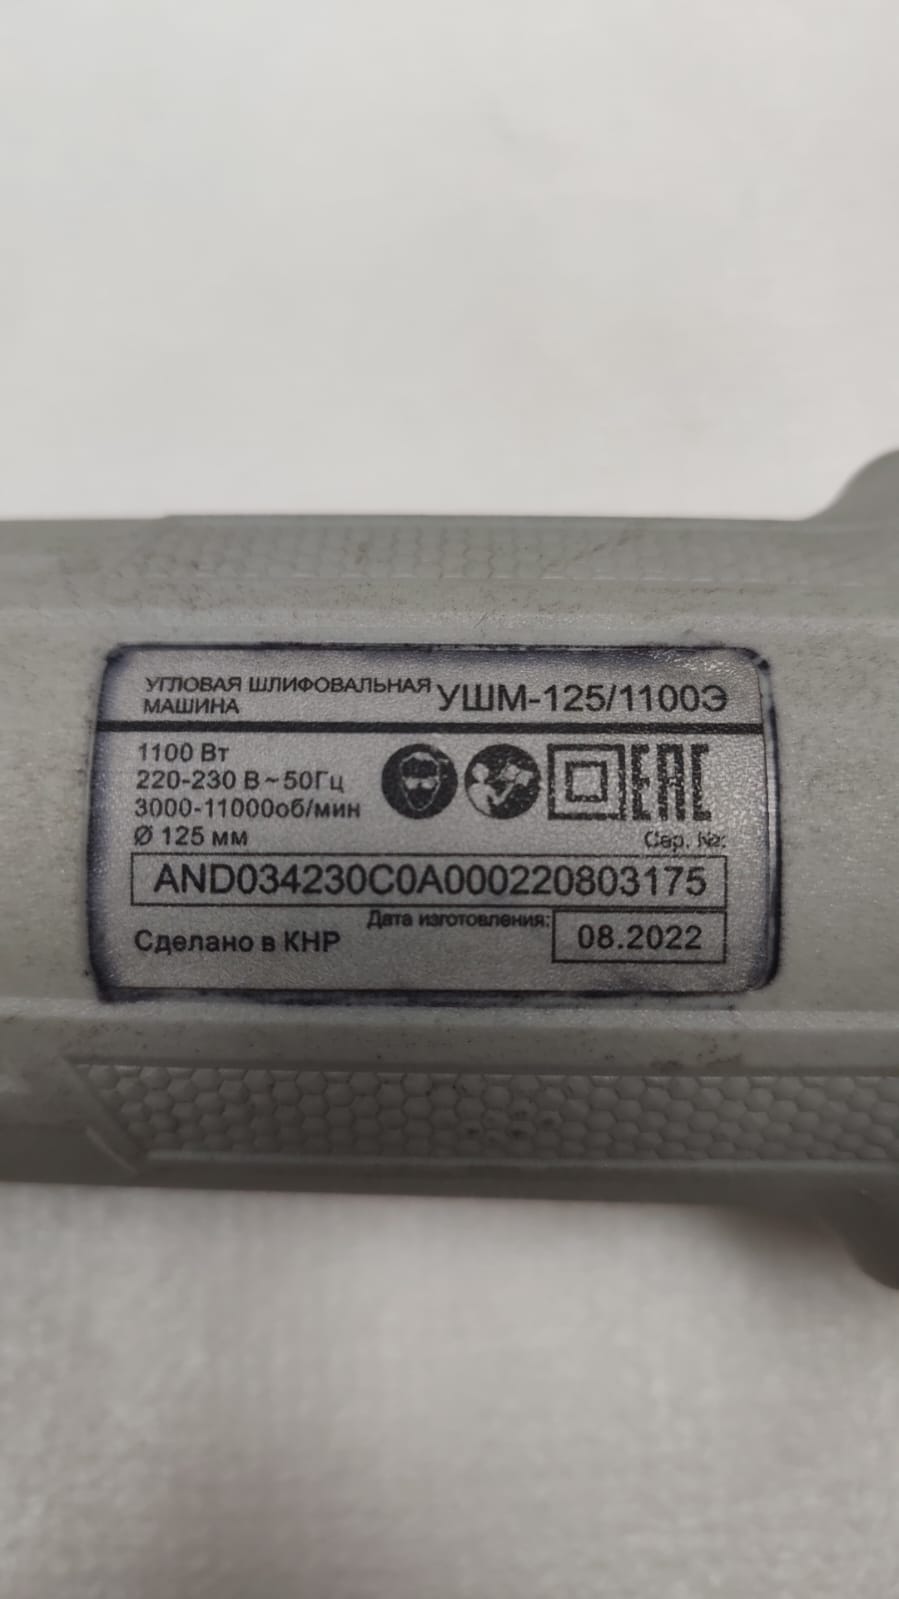 УГЛОВАЯ ШЛИФОВАЛЬНАЯ
МАШИНА
УШМ-125/1100Э
1100 Вт
220-230 В ~ 50Гц
3000-11000об/мин
Ø 125 мм
EAC
Сер. №:
AND034230C0A000220803175
Дата изготовления:
Сделано в КНР
08.2022